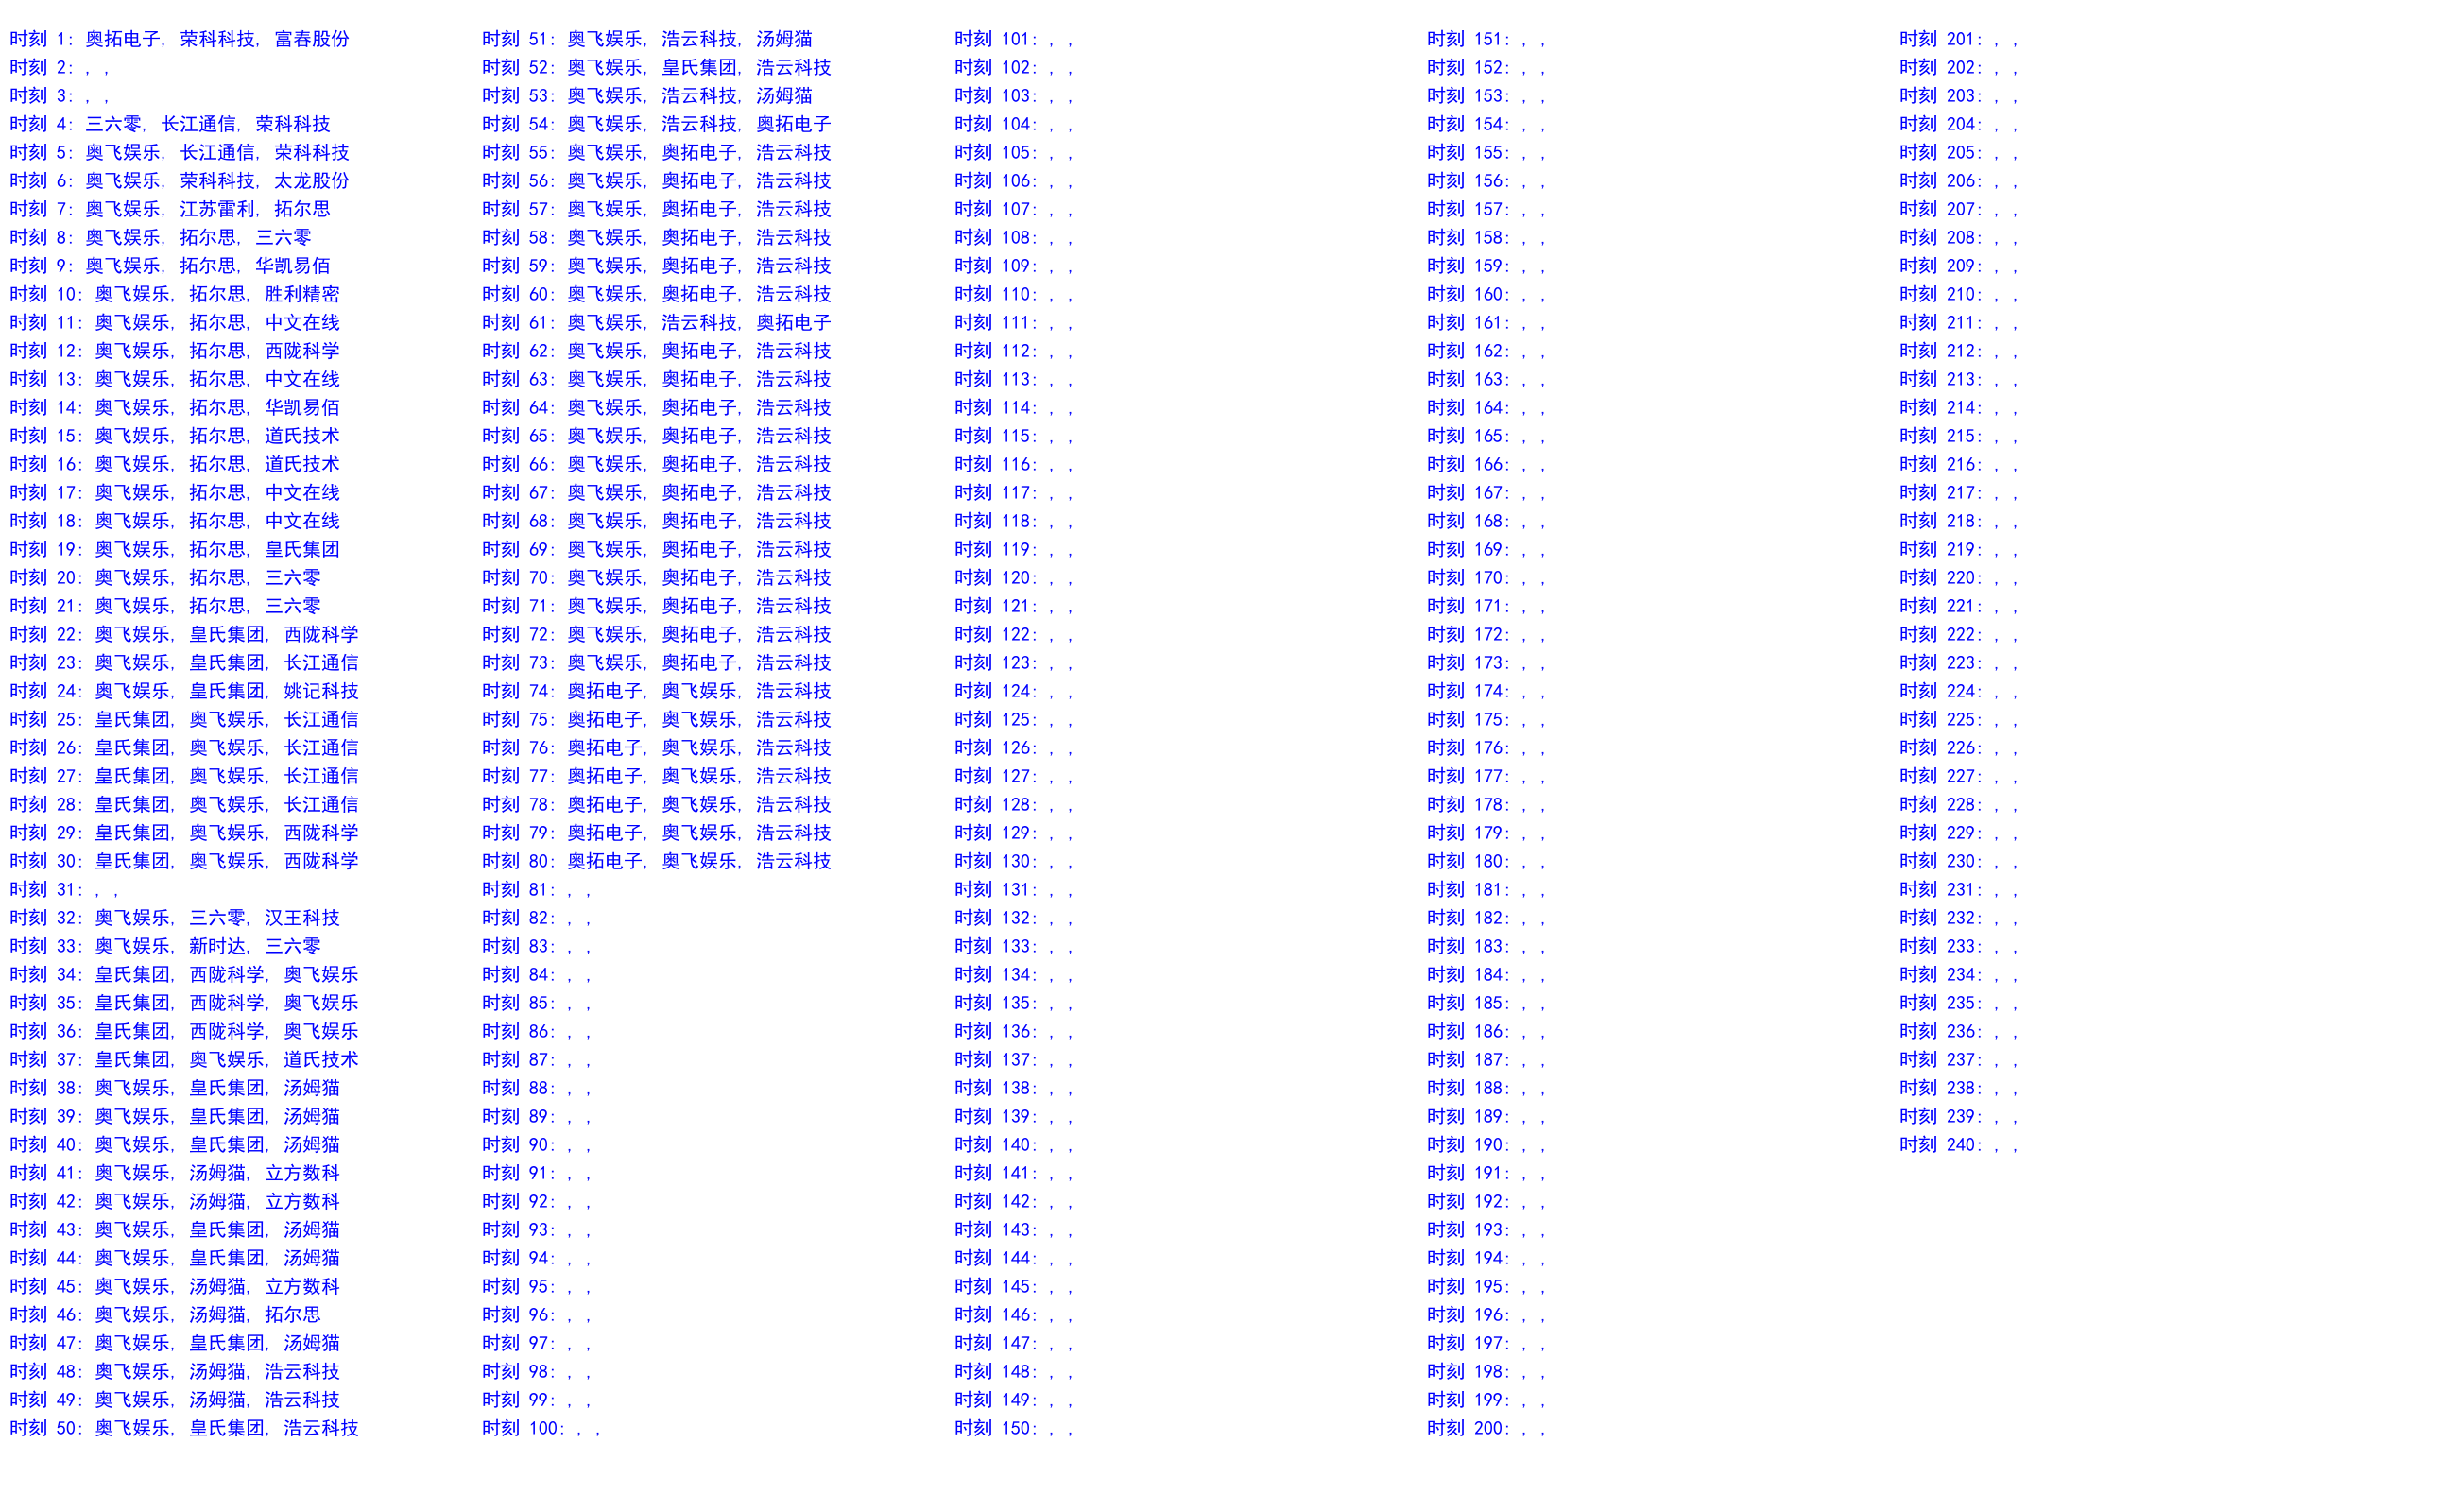 时刻 1: 奥拓电子, 荣科科技, 富春股份
时刻 2: , ,
时刻 3: , ,
时刻 4: 三六零, 长江通信, 荣科科技
时刻 5: 奥飞娱乐, 长江通信, 荣科科技
时刻 6: 奥飞娱乐, 荣科科技, 太龙股份
时刻 7: 奥飞娱乐, 江苏雷利, 拓尔思
时刻 8: 奥飞娱乐, 拓尔思, 三六零
时刻 9: 奥飞娱乐, 拓尔思, 华凯易佰
时刻 10: 奥飞娱乐, 拓尔思, 胜利精密
时刻 11: 奥飞娱乐, 拓尔思, 中文在线
时刻 12: 奥飞娱乐, 拓尔思, 西陇科学
时刻 13: 奥飞娱乐, 拓尔思, 中文在线
时刻 14: 奥飞娱乐, 拓尔思, 华凯易佰
时刻 15: 奥飞娱乐, 拓尔思, 道氏技术
时刻 16: 奥飞娱乐, 拓尔思, 道氏技术
时刻 17: 奥飞娱乐, 拓尔思, 中文在线
时刻 18: 奥飞娱乐, 拓尔思, 中文在线
时刻 19: 奥飞娱乐, 拓尔思, 皇氏集团
时刻 20: 奥飞娱乐, 拓尔思, 三六零
时刻 21: 奥飞娱乐, 拓尔思, 三六零
时刻 22: 奥飞娱乐, 皇氏集团, 西陇科学
时刻 23: 奥飞娱乐, 皇氏集团, 长江通信
时刻 24: 奥飞娱乐, 皇氏集团, 姚记科技
时刻 25: 皇氏集团, 奥飞娱乐, 长江通信
时刻 26: 皇氏集团, 奥飞娱乐, 长江通信
时刻 27: 皇氏集团, 奥飞娱乐, 长江通信
时刻 28: 皇氏集团, 奥飞娱乐, 长江通信
时刻 29: 皇氏集团, 奥飞娱乐, 西陇科学
时刻 30: 皇氏集团, 奥飞娱乐, 西陇科学
时刻 31: , ,
时刻 32: 奥飞娱乐, 三六零, 汉王科技
时刻 33: 奥飞娱乐, 新时达, 三六零
时刻 34: 皇氏集团, 西陇科学, 奥飞娱乐
时刻 35: 皇氏集团, 西陇科学, 奥飞娱乐
时刻 36: 皇氏集团, 西陇科学, 奥飞娱乐
时刻 37: 皇氏集团, 奥飞娱乐, 道氏技术
时刻 38: 奥飞娱乐, 皇氏集团, 汤姆猫
时刻 39: 奥飞娱乐, 皇氏集团, 汤姆猫
时刻 40: 奥飞娱乐, 皇氏集团, 汤姆猫
时刻 41: 奥飞娱乐, 汤姆猫, 立方数科
时刻 42: 奥飞娱乐, 汤姆猫, 立方数科
时刻 43: 奥飞娱乐, 皇氏集团, 汤姆猫
时刻 44: 奥飞娱乐, 皇氏集团, 汤姆猫
时刻 45: 奥飞娱乐, 汤姆猫, 立方数科
时刻 46: 奥飞娱乐, 汤姆猫, 拓尔思
时刻 47: 奥飞娱乐, 皇氏集团, 汤姆猫
时刻 48: 奥飞娱乐, 汤姆猫, 浩云科技
时刻 49: 奥飞娱乐, 汤姆猫, 浩云科技
时刻 50: 奥飞娱乐, 皇氏集团, 浩云科技
时刻 51: 奥飞娱乐, 浩云科技, 汤姆猫
时刻 52: 奥飞娱乐, 皇氏集团, 浩云科技
时刻 53: 奥飞娱乐, 浩云科技, 汤姆猫
时刻 54: 奥飞娱乐, 浩云科技, 奥拓电子
时刻 55: 奥飞娱乐, 奥拓电子, 浩云科技
时刻 56: 奥飞娱乐, 奥拓电子, 浩云科技
时刻 57: 奥飞娱乐, 奥拓电子, 浩云科技
时刻 58: 奥飞娱乐, 奥拓电子, 浩云科技
时刻 59: 奥飞娱乐, 奥拓电子, 浩云科技
时刻 60: 奥飞娱乐, 奥拓电子, 浩云科技
时刻 61: 奥飞娱乐, 浩云科技, 奥拓电子
时刻 62: 奥飞娱乐, 奥拓电子, 浩云科技
时刻 63: 奥飞娱乐, 奥拓电子, 浩云科技
时刻 64: 奥飞娱乐, 奥拓电子, 浩云科技
时刻 65: 奥飞娱乐, 奥拓电子, 浩云科技
时刻 66: 奥飞娱乐, 奥拓电子, 浩云科技
时刻 67: 奥飞娱乐, 奥拓电子, 浩云科技
时刻 68: 奥飞娱乐, 奥拓电子, 浩云科技
时刻 69: 奥飞娱乐, 奥拓电子, 浩云科技
时刻 70: 奥飞娱乐, 奥拓电子, 浩云科技
时刻 71: 奥飞娱乐, 奥拓电子, 浩云科技
时刻 72: 奥飞娱乐, 奥拓电子, 浩云科技
时刻 73: 奥飞娱乐, 奥拓电子, 浩云科技
时刻 74: 奥拓电子, 奥飞娱乐, 浩云科技
时刻 75: 奥拓电子, 奥飞娱乐, 浩云科技
时刻 76: 奥拓电子, 奥飞娱乐, 浩云科技
时刻 77: 奥拓电子, 奥飞娱乐, 浩云科技
时刻 78: 奥拓电子, 奥飞娱乐, 浩云科技
时刻 79: 奥拓电子, 奥飞娱乐, 浩云科技
时刻 80: 奥拓电子, 奥飞娱乐, 浩云科技
时刻 81: , ,
时刻 82: , ,
时刻 83: , ,
时刻 84: , ,
时刻 85: , ,
时刻 86: , ,
时刻 87: , ,
时刻 88: , ,
时刻 89: , ,
时刻 90: , ,
时刻 91: , ,
时刻 92: , ,
时刻 93: , ,
时刻 94: , ,
时刻 95: , ,
时刻 96: , ,
时刻 97: , ,
时刻 98: , ,
时刻 99: , ,
时刻 100: , ,
时刻 101: , ,
时刻 102: , ,
时刻 103: , ,
时刻 104: , ,
时刻 105: , ,
时刻 106: , ,
时刻 107: , ,
时刻 108: , ,
时刻 109: , ,
时刻 110: , ,
时刻 111: , ,
时刻 112: , ,
时刻 113: , ,
时刻 114: , ,
时刻 115: , ,
时刻 116: , ,
时刻 117: , ,
时刻 118: , ,
时刻 119: , ,
时刻 120: , ,
时刻 121: , ,
时刻 122: , ,
时刻 123: , ,
时刻 124: , ,
时刻 125: , ,
时刻 126: , ,
时刻 127: , ,
时刻 128: , ,
时刻 129: , ,
时刻 130: , ,
时刻 131: , ,
时刻 132: , ,
时刻 133: , ,
时刻 134: , ,
时刻 135: , ,
时刻 136: , ,
时刻 137: , ,
时刻 138: , ,
时刻 139: , ,
时刻 140: , ,
时刻 141: , ,
时刻 142: , ,
时刻 143: , ,
时刻 144: , ,
时刻 145: , ,
时刻 146: , ,
时刻 147: , ,
时刻 148: , ,
时刻 149: , ,
时刻 150: , ,
时刻 151: , ,
时刻 152: , ,
时刻 153: , ,
时刻 154: , ,
时刻 155: , ,
时刻 156: , ,
时刻 157: , ,
时刻 158: , ,
时刻 159: , ,
时刻 160: , ,
时刻 161: , ,
时刻 162: , ,
时刻 163: , ,
时刻 164: , ,
时刻 165: , ,
时刻 166: , ,
时刻 167: , ,
时刻 168: , ,
时刻 169: , ,
时刻 170: , ,
时刻 171: , ,
时刻 172: , ,
时刻 173: , ,
时刻 174: , ,
时刻 175: , ,
时刻 176: , ,
时刻 177: , ,
时刻 178: , ,
时刻 179: , ,
时刻 180: , ,
时刻 181: , ,
时刻 182: , ,
时刻 183: , ,
时刻 184: , ,
时刻 185: , ,
时刻 186: , ,
时刻 187: , ,
时刻 188: , ,
时刻 189: , ,
时刻 190: , ,
时刻 191: , ,
时刻 192: , ,
时刻 193: , ,
时刻 194: , ,
时刻 195: , ,
时刻 196: , ,
时刻 197: , ,
时刻 198: , ,
时刻 199: , ,
时刻 200: , ,
时刻 201: , ,
时刻 202: , ,
时刻 203: , ,
时刻 204: , ,
时刻 205: , ,
时刻 206: , ,
时刻 207: , ,
时刻 208: , ,
时刻 209: , ,
时刻 210: , ,
时刻 211: , ,
时刻 212: , ,
时刻 213: , ,
时刻 214: , ,
时刻 215: , ,
时刻 216: , ,
时刻 217: , ,
时刻 218: , ,
时刻 219: , ,
时刻 220: , ,
时刻 221: , ,
时刻 222: , ,
时刻 223: , ,
时刻 224: , ,
时刻 225: , ,
时刻 226: , ,
时刻 227: , ,
时刻 228: , ,
时刻 229: , ,
时刻 230: , ,
时刻 231: , ,
时刻 232: , ,
时刻 233: , ,
时刻 234: , ,
时刻 235: , ,
时刻 236: , ,
时刻 237: , ,
时刻 238: , ,
时刻 239: , ,
时刻 240: , ,